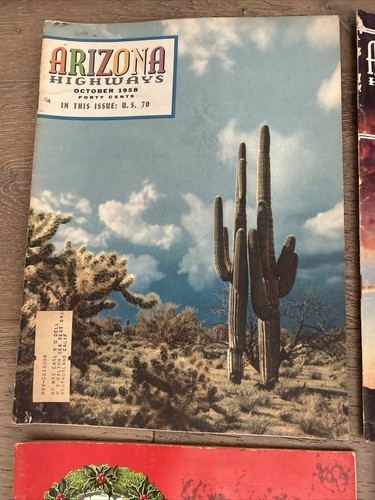 ARIZONA
HIGHWAYS
OCTOBER 1958
FORTY CENTS
IN THIS ISSUE: U.S. 70